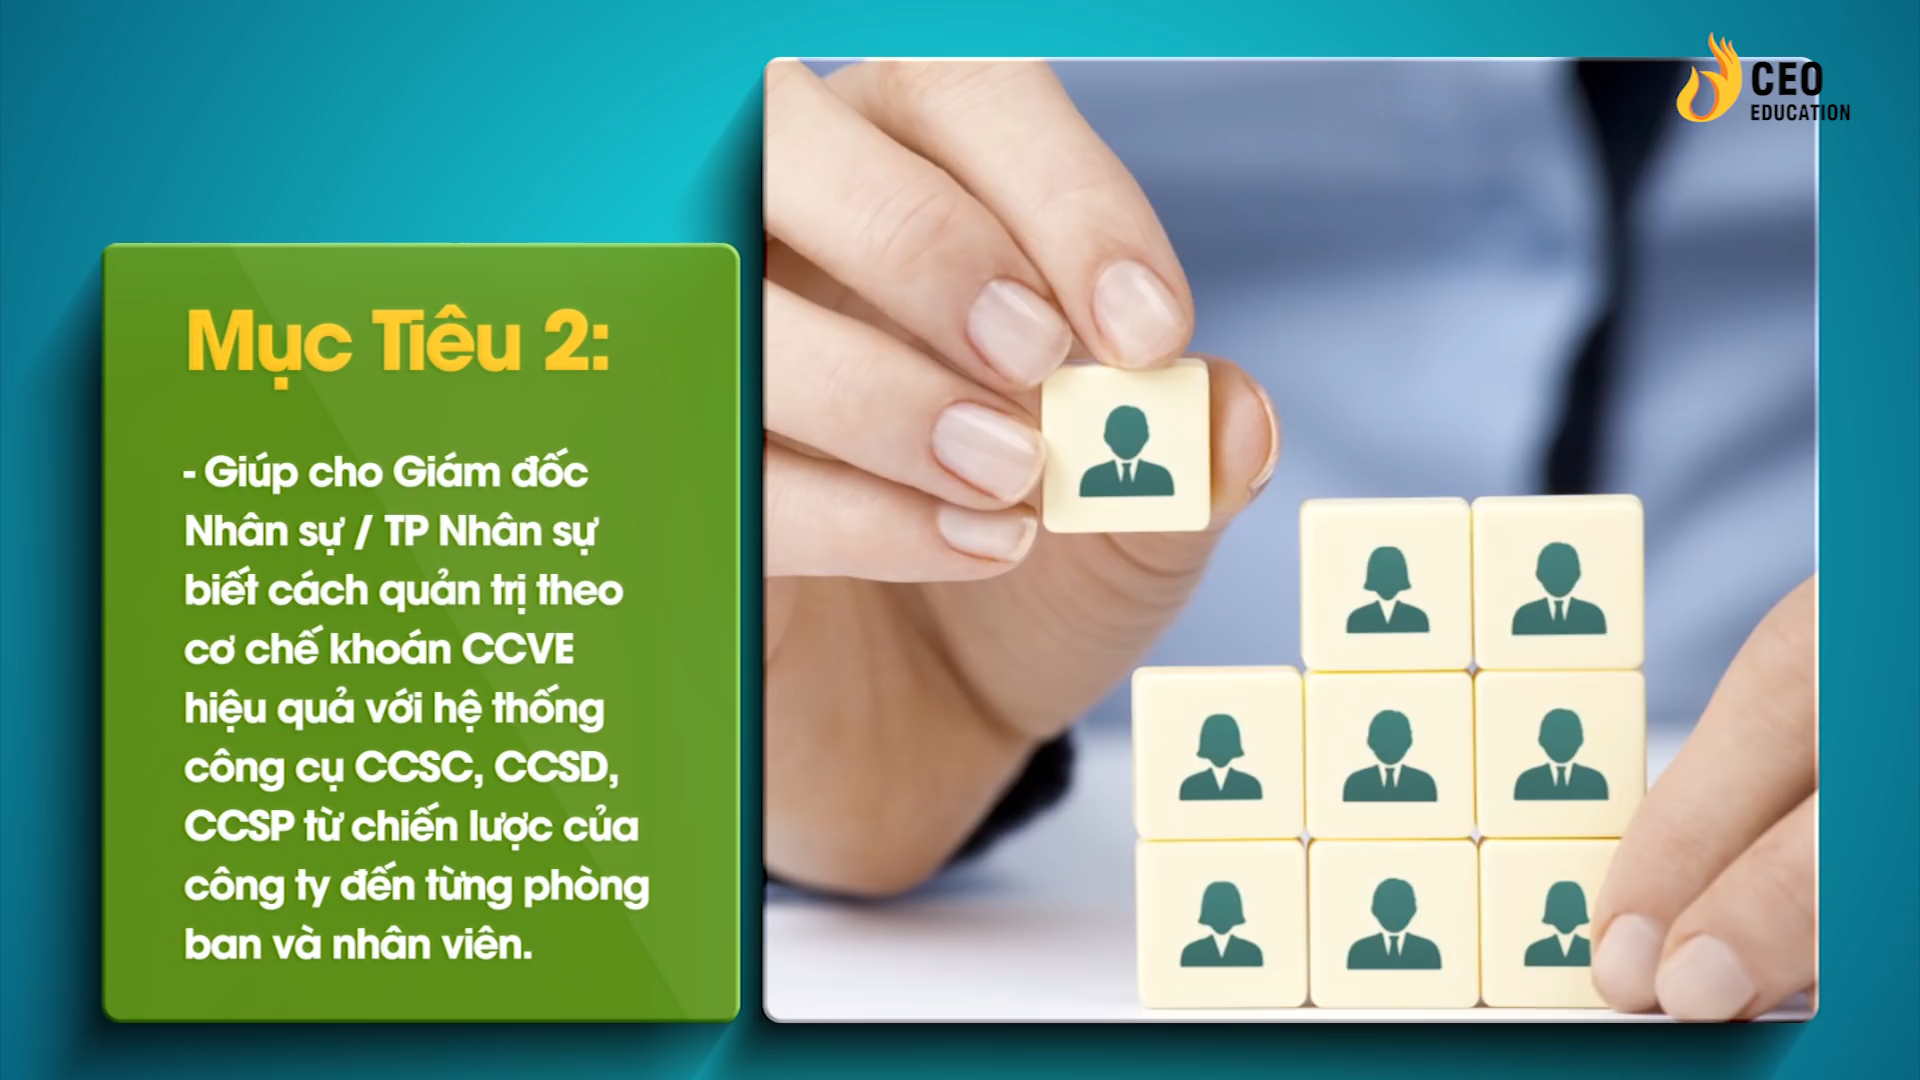 CEO
EDUCATION
Mục Tiêu 2:
- Giúp cho Giám đốc
Nhân sự / TP Nhân sự
biết cách quản trị theo
cơ chế khoán CCVE
hiệu quả với hệ thống
công cụ CCSC, CCSD,
CCSP từ chiến lược của
công ty đến từng phòng
ban và nhân viên.